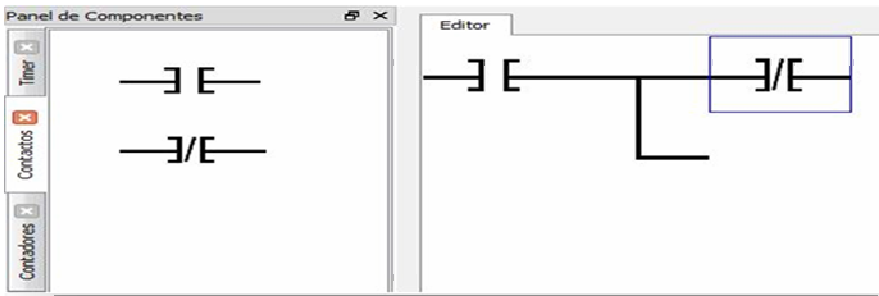 Panel de Componentes
Editor
Timer
Contactos
Contadores